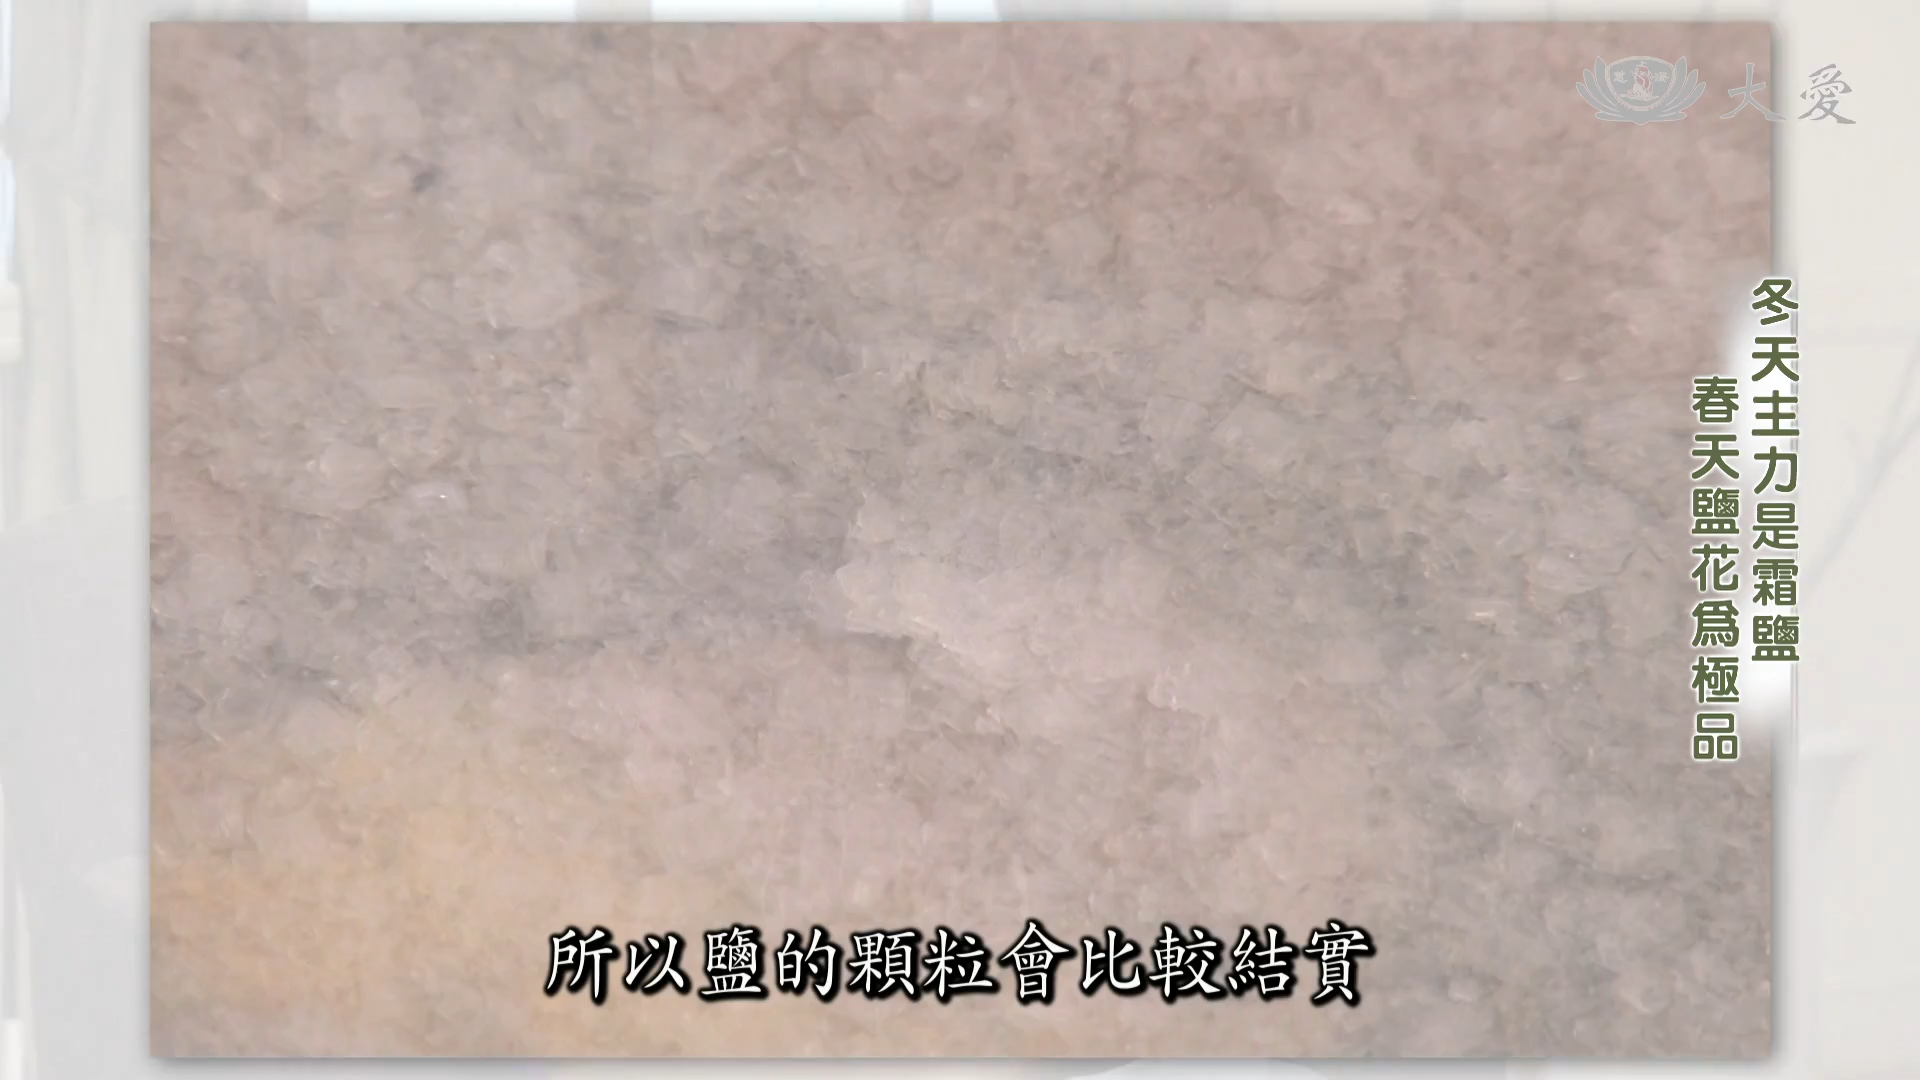 大愛
冬天主力是霜鹽
春天鹽花為極品
所以鹽的顆粒會比較結實